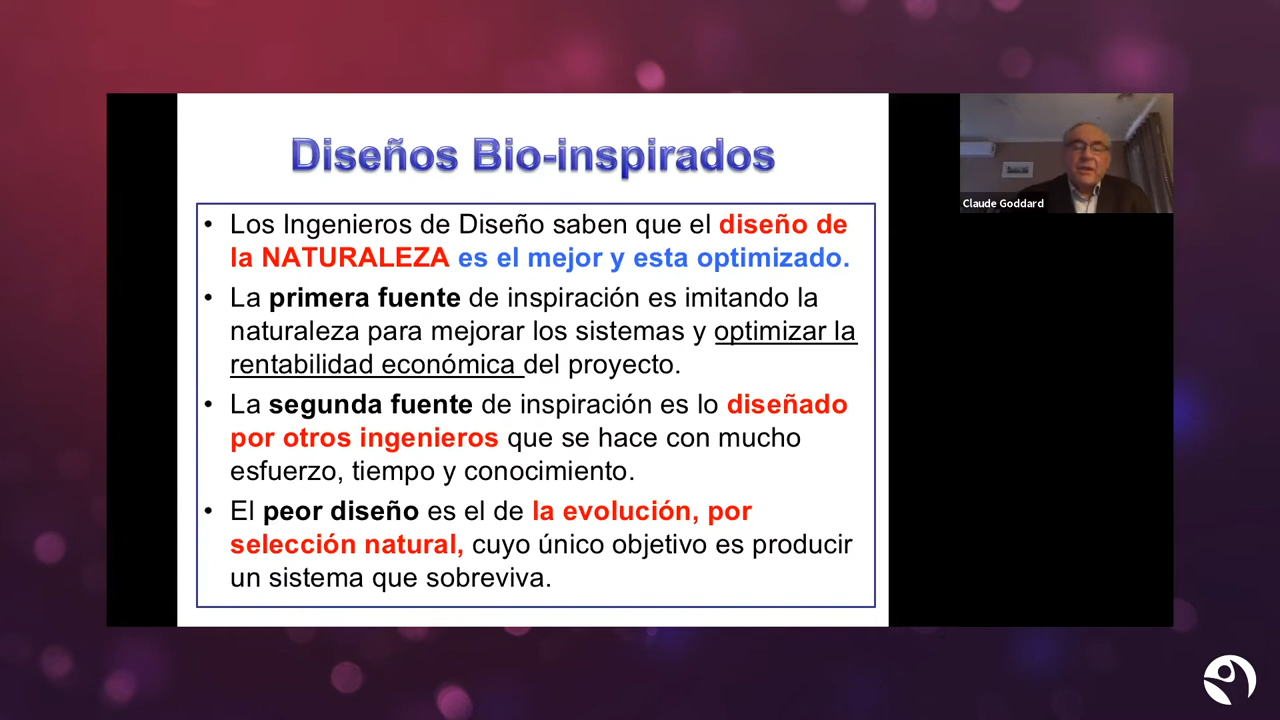 Diseños Bio-inspirados
• Los Ingenieros de Diseño saben que el diseño de
la NATURALEZA es el mejor y esta optimizado.
• La primera fuente de inspiración es imitando la
naturaleza para mejorar los sistemas y optimizar la
rentabilidad económica del proyecto.
• La segunda fuente de inspiración es lo diseñado
por otros ingenieros que se hace con mucho
esfuerzo, tiempo y conocimiento.
• El peor diseño es el de la evolución, por
selección natural, cuyo único objetivo es producir
un sistema que sobreviva.
Claude Goddard